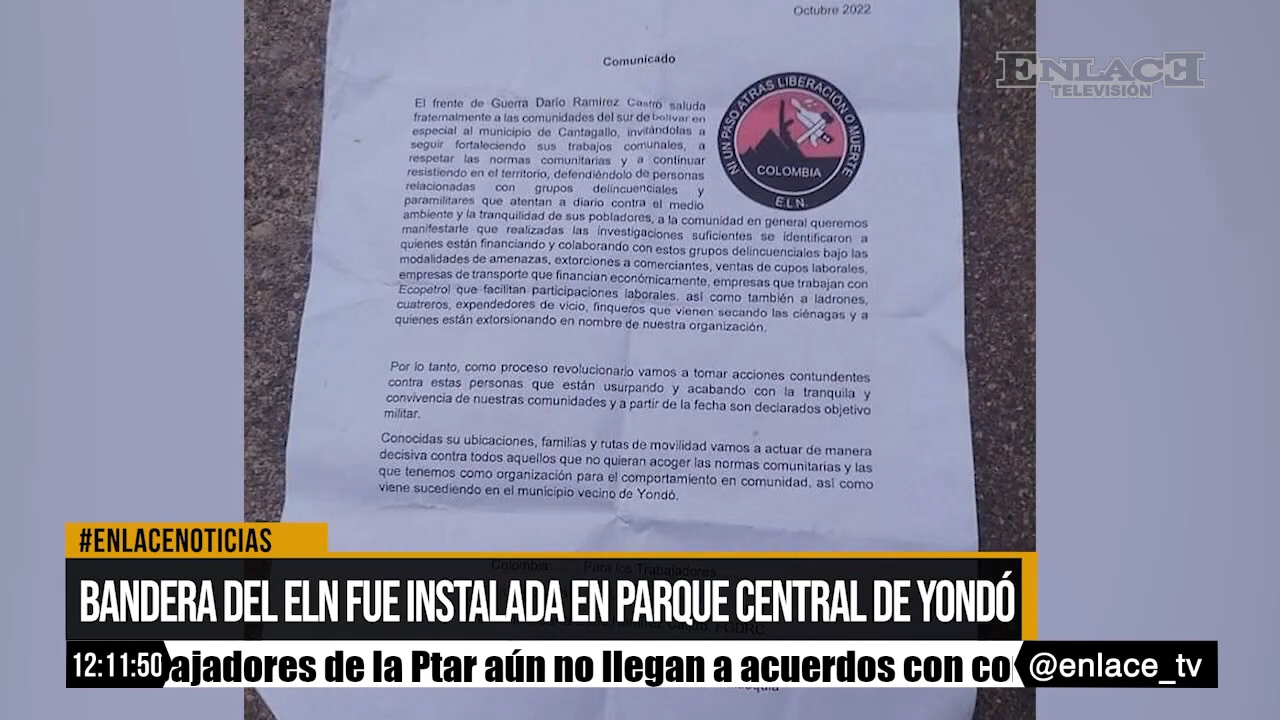 Octubre 2022
ENLACE
TELEVISIÓN
Comunicado
El frente de Guerra Darío Ramírez Castro saluda
fraternalmente a las comunidades del sur de bolívar en
especial al municipio de Cantagallo, invitándolas a
seguir fortaleciendo sus trabajos comunales, a
respetar las normas comunitarias y a continuar
resistiendo en el territorio, defendiéndolo de personas
relacionadas con grupos delincuenciales y
paramilitares que atentan a diario contra el medio
ambiente y la tranquilidad de sus pobladores, a la comunidad en general queremos
manifestarle que realizadas las investigaciones suficientes se identificaron a
quienes están financiando y colaborando con estos grupos delincuenciales bajo las
modalidades de amenazas, extorciones a comerciantes, ventas de cupos laborales,
empresas de transporte que financian económicamente, empresas que trabajan con
Ecopetrol que facilitan participaciones laborales. así como también a ladrones,
cuatreros, expendedores de vicio, finqueros que vienen secando las ciénagas y a
quienes están extorsionando en nombre de nuestra organización.
NI UN PASO ATRAS LIBERACIÓN O MUERTE
COLOMBIA
E.L.N.
Por lo tanto, como proceso revolucionario vamos a tomar acciones contundentes
contra estas personas que están usurpando y acabando con la tranquila y
convivencia de nuestras comunidades y a partir de la fecha son declarados objetivo
militar.
Conocidas su ubicaciones, familias y rutas de movilidad vamos a actuar de manera
decisiva contra todos aquellos que no quieran acoger las normas comunitarias y las
que tenemos como organización para el comportamiento en comunidad, así como
viene sucediendo en el municipio vecino de Yondó.
Colombia... Para los Trabajadores
#ENLACENOTICIAS
BANDERA DEL ELN FUE INSTALADA EN PARQUE CENTRAL DE YONDÓ
12:11:50
ajadores de la Ptar aún no llegan a acuerdos con co
@enlace_tv